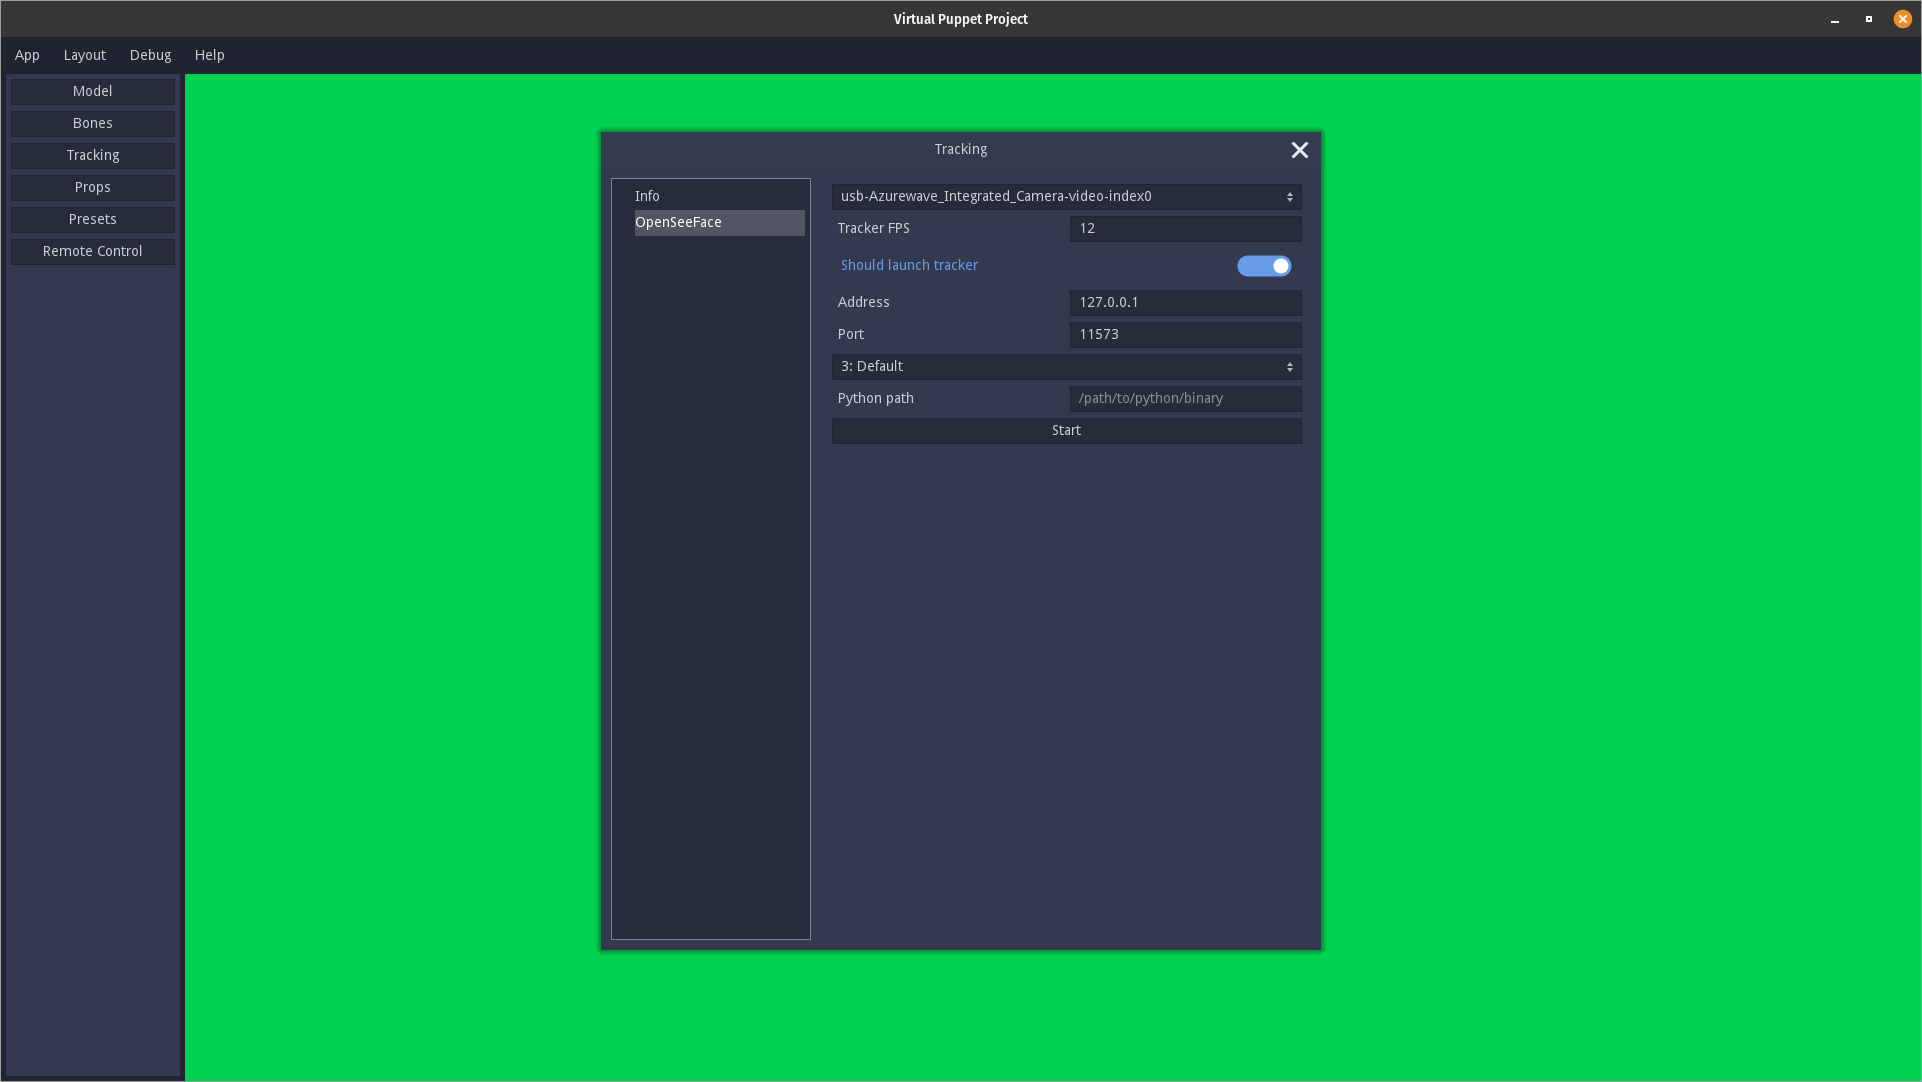 Virtual Puppet Project
App Layout Debug Help
Model
Bones
Tracking
Props
Presets
Remote Control
Tracking
Info
OpenSeeFace
usb-Azurewave_Integrated_Camera-video-index0
Tracker FPS 12
Should launch tracker
Address 127.0.0.1
Port 11573
3: Default
Python path /path/to/python/binary
Start